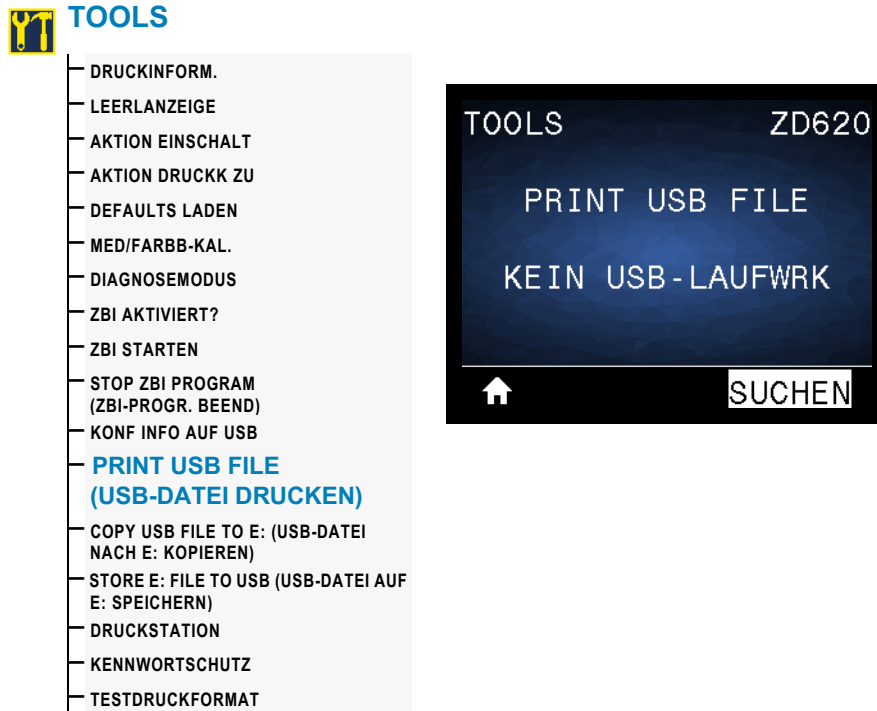 TOOLS
DRUCKINFORM.
LEERLANZEIGE
AKTION EINSCHALT
AKTION DRUCKK ZU
DEFAULTS LADEN
MED/FARBB-KAL.
DIAGNOSEMODUS
ZBI AKTIVIERT?
ZBI STARTEN
STOP ZBI PROGRAM
(ZBI-PROGR. BEEND)
KONF INFO AUF USB
PRINT USB FILE
(USB-DATEI DRUCKEN)
COPY USB FILE TO E: (USB-DATEI
NACH E: KOPIEREN)
STORE E: FILE TO USB (USB-DATEI AUF
E: SPEICHERN)
DRUCKSTATION
KENNWORTSCHUTZ
TESTDRUCKFORMAT
TOOLS ZD620
PRINT USB FILE
KEIN USB-LAUFWRK
SUCHEN